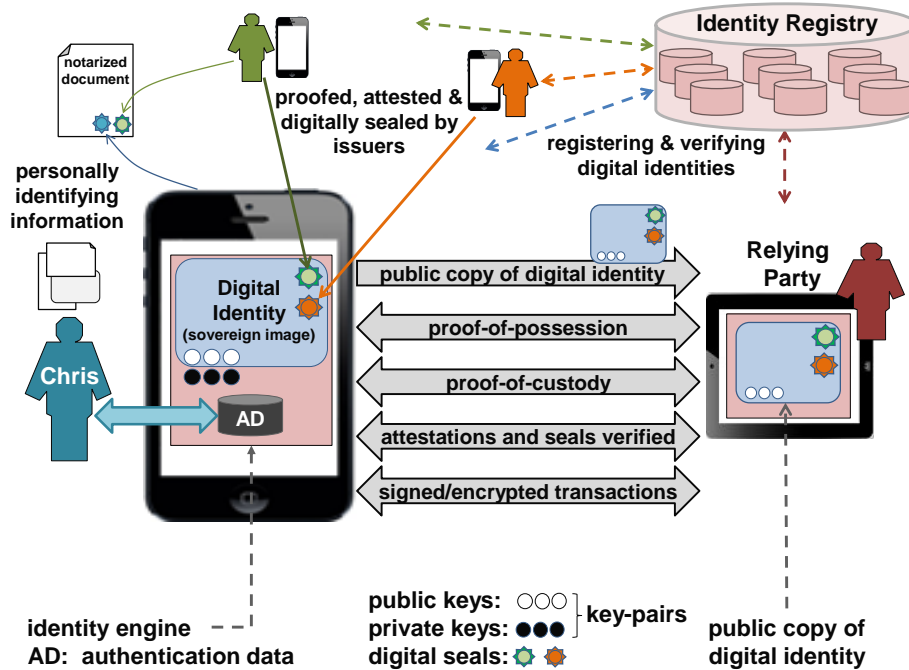 Identity Registry
notarized
document
proofed, attested &
digitally sealed by
issuers
registering & verifying
digital identities
personally
identifying
information
Relying
Party
public copy of digital identity
Digital
Identity
(sovereign image)
proof-of-possession
Chris
proof-of-custody
AD
attestations and seals verified
signed/encrypted transactions
public keys:
key-pairs
private keys:
digital seals:
identity engine
AD: authentication data
public copy of
digital identity